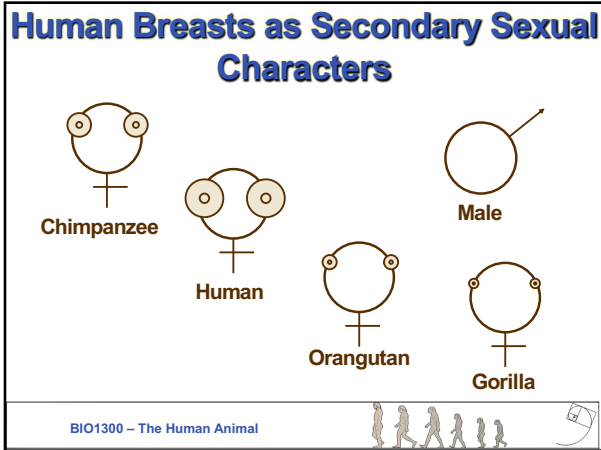 Human Breasts as Secondary Sexual
Characters
Chimpanzee
Male
Human
Orangutan
Gorilla
BIO1300 – The Human Animal